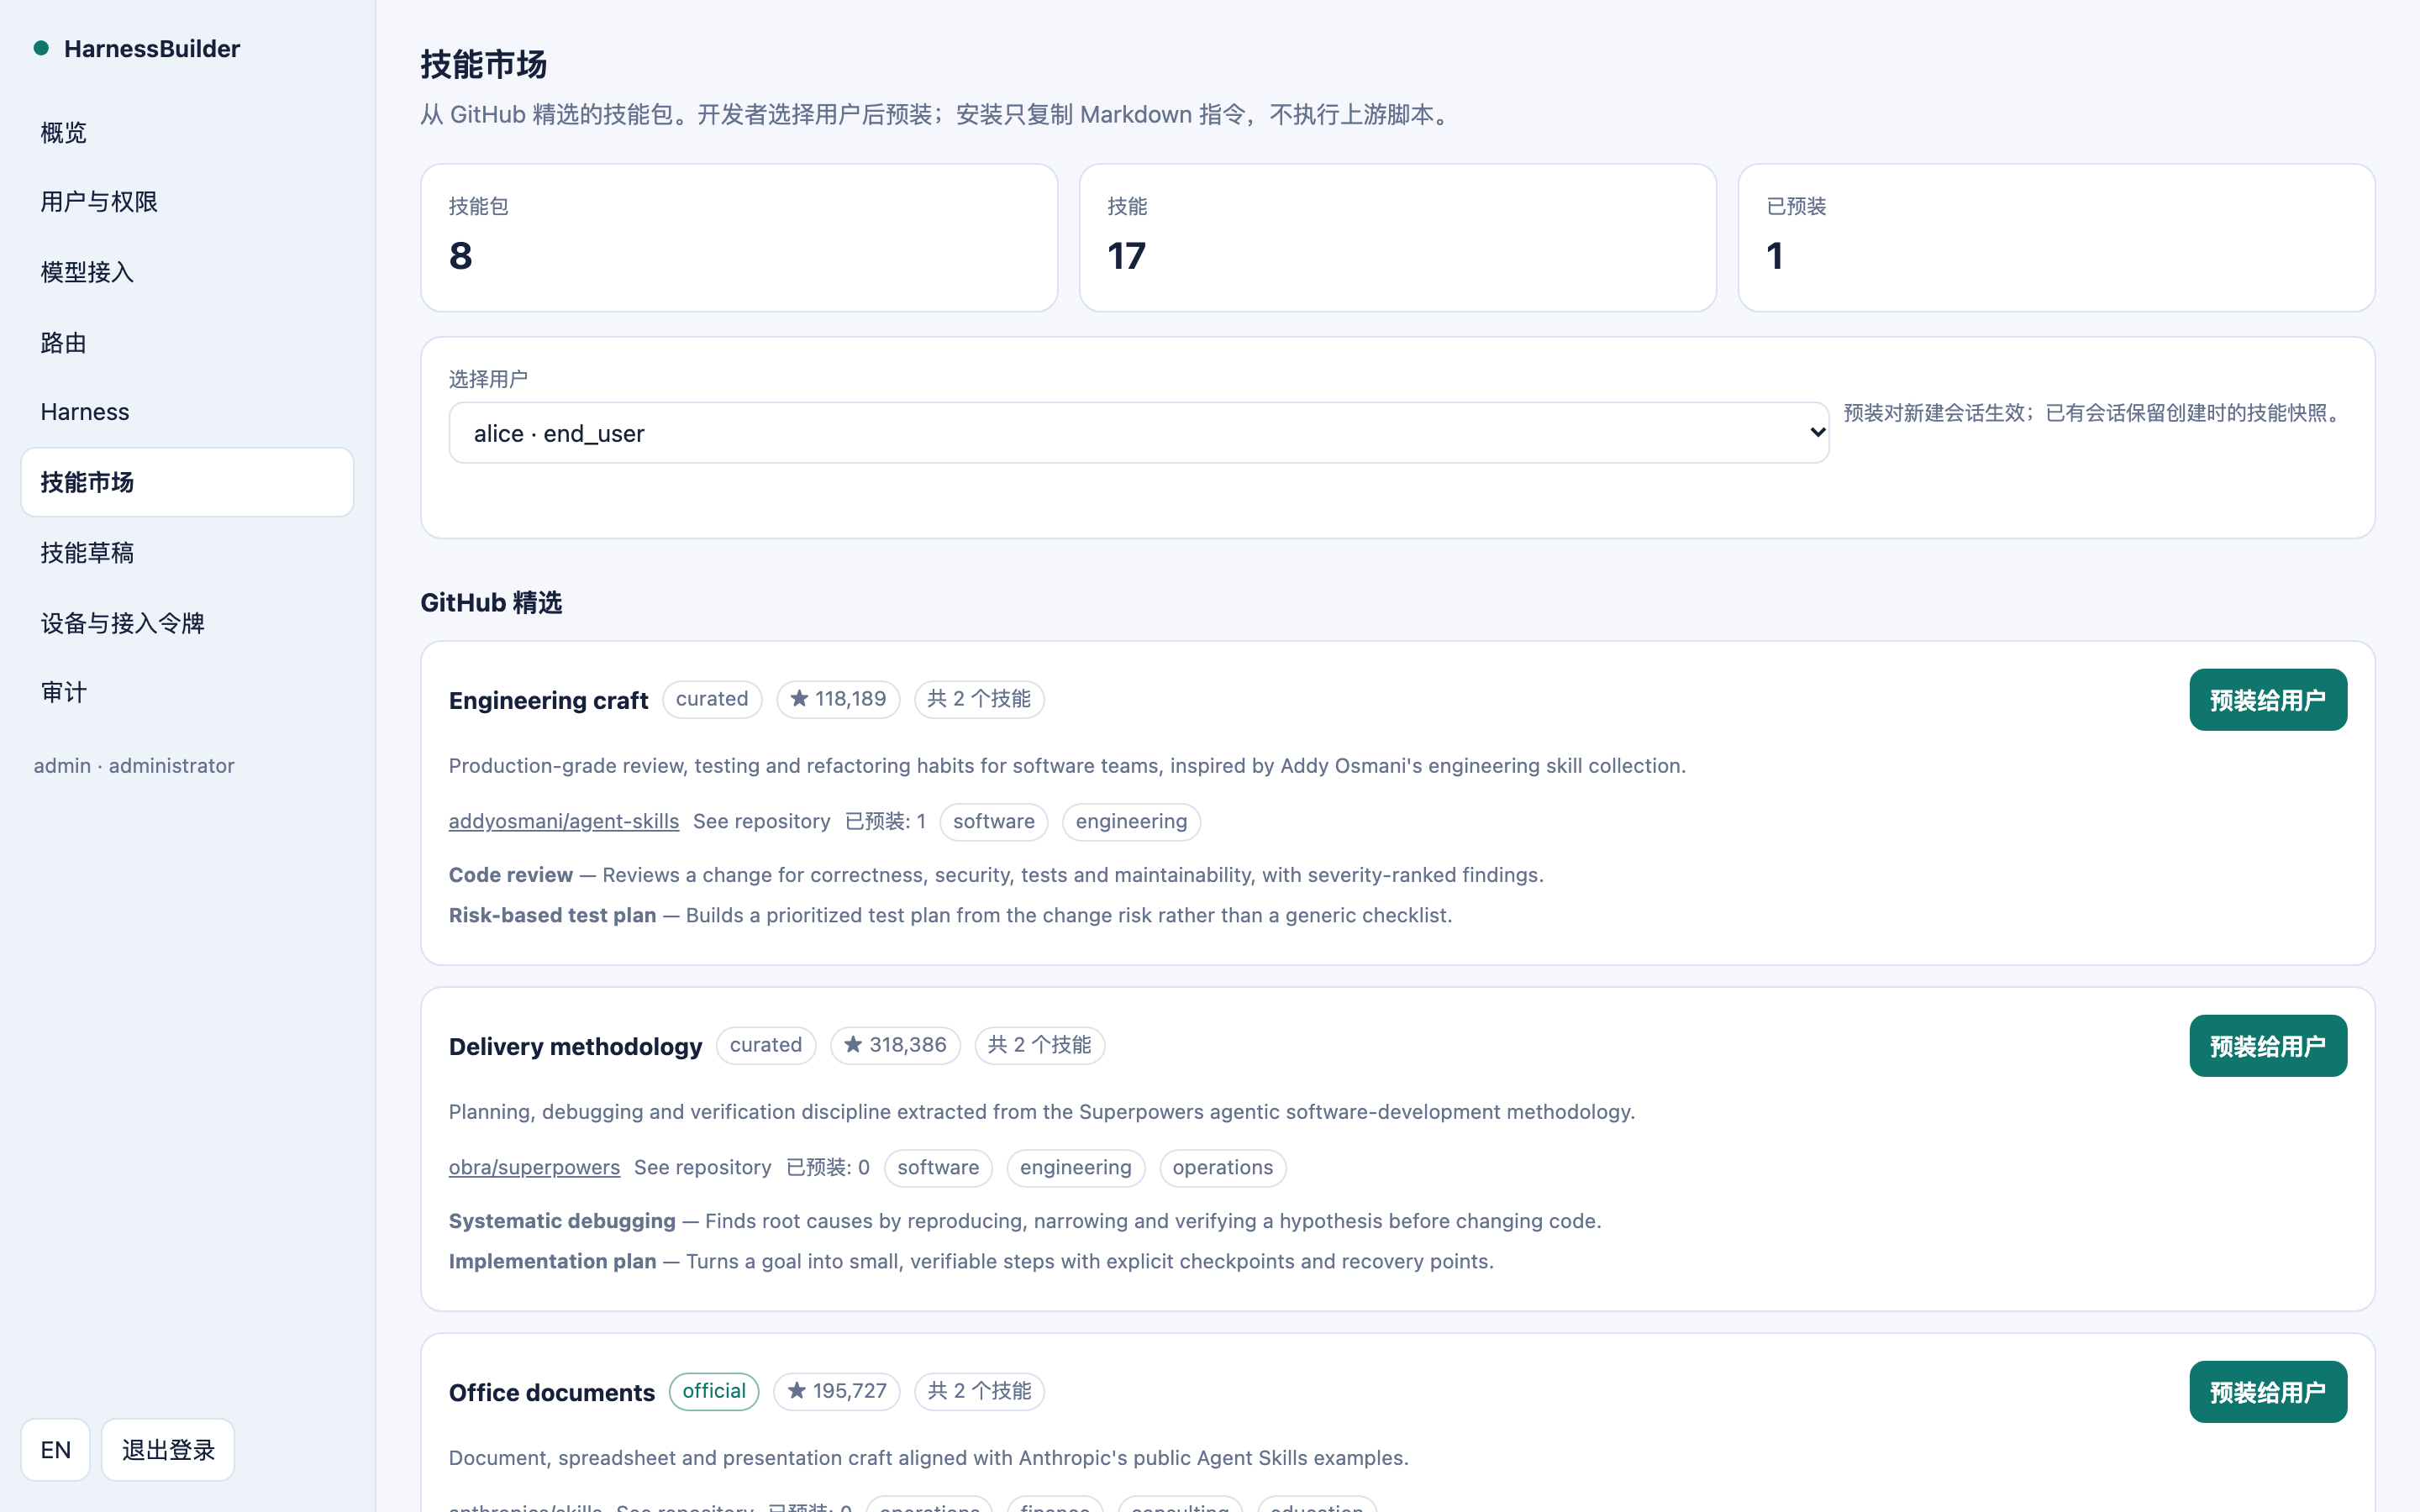 HarnessBuilder
概览
用户与权限
模型接入
路由
Harness
技能市场
技能草稿
设备与接入令牌
审计
admin · administrator
EN
退出登录
技能市场
从 GitHub 精选的技能包。开发者选择用户后预装；安装只复制 Markdown 指令，不执行上游脚本。
技能包
8
技能
17
已预装
1
选择用户
alice · end_user
预装对新建会话生效；已有会话保留创建时的技能快照。
GitHub 精选
Engineering craft curated ★ 118,189 共 2 个技能 预装给用户
Production-grade review, testing and refactoring habits for software teams, inspired by Addy Osmani's engineering skill collection.
addyosmani/agent-skills See repository 已预装: 1 software engineering
Code review — Reviews a change for correctness, security, tests and maintainability, with severity-ranked findings.
Risk-based test plan — Builds a prioritized test plan from the change risk rather than a generic checklist.
Delivery methodology curated ★ 318,386 共 2 个技能 预装给用户
Planning, debugging and verification discipline extracted from the Superpowers agentic software-development methodology.
obra/superpowers See repository 已预装: 0 software engineering operations
Systematic debugging — Finds root causes by reproducing, narrowing and verifying a hypothesis before changing code.
Implementation plan — Turns a goal into small, verifiable steps with explicit checkpoints and recovery points.
Office documents official ★ 195,727 共 2 个技能 预装给用户
Document, spreadsheet and presentation craft aligned with Anthropic's public Agent Skills examples.
anthropics/skills See repository 已预装: 0 operations finance consulting education